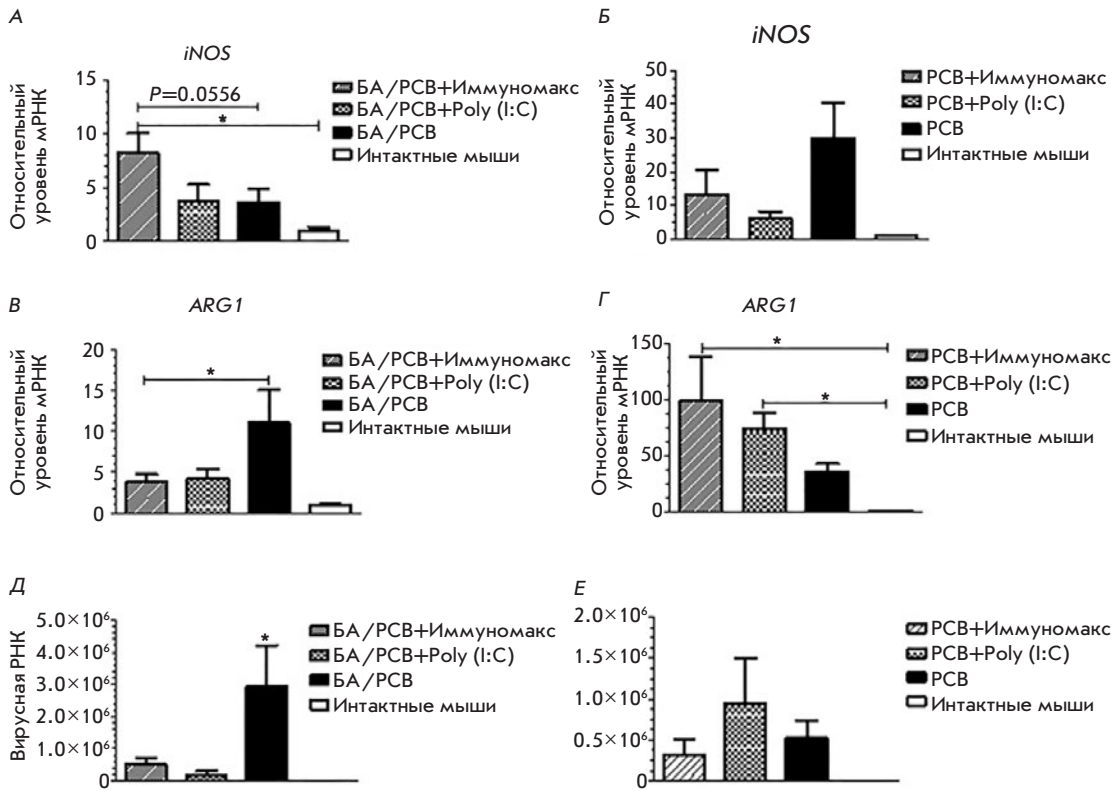 А
iNOS
Относительный
уровень мРНК
15
10
5
0
P=0.0556
*
БА/РСВ+Иммуномакс
БА/РСВ+Poly (I:C)
БА/РСВ
Интактные мыши
Б
iNOS
Относительный
уровень мРНК
50
40
30
20
10
0
РСВ+Иммуномакс
РСВ+Poly (I:C)
РСВ
Интактные мыши
В
ARG1
Относительный
уровень мРНК
20
15
10
5
0
*
БА/РСВ+Иммуномакс
БА/РСВ+Poly (I:C)
БА/РСВ
Интактные мыши
Г
ARG1
Относительный
уровень мРНК
150
100
50
0
*
*
РСВ+Иммуномакс
РСВ+Poly (I:C)
РСВ
Интактные мыши
Д
Вирусная РНК
5.0×10⁶
4.0×10⁶
3.0×10⁶
2.0×10⁶
1.0×10⁶
0
*
БА/РСВ+Иммуномакс
БА/РСВ+Poly (I:C)
БА/РСВ
Интактные мыши
Е
2.0×10⁶
1.5×10⁶
1.0×10⁶
0.5×10⁶
0
РСВ+Иммуномакс
РСВ+Poly (I:C)
РСВ
Интактные мыши